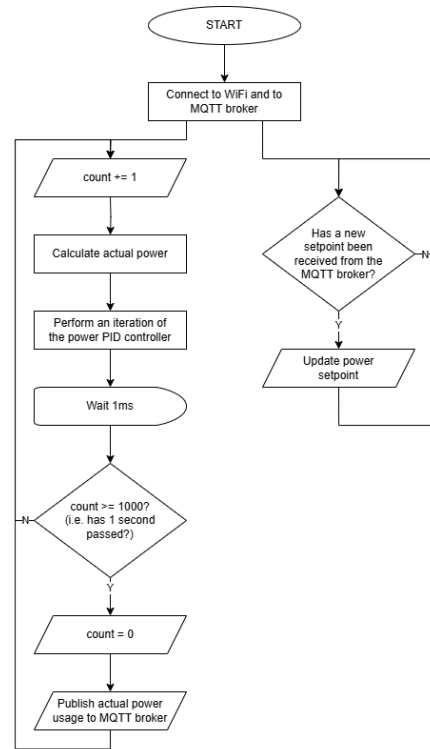 START
Connect to WiFi and to
MQTT broker
count += 1
Calculate actual power
Perform an iteration of
the power PID controller
Wait 1ms
count >= 1000?
(i.e. has 1 second
passed?)
N
Y
count = 0
Publish actual power
usage to MQTT broker
Has a new
setpoint been
received from the
MQTT broker?
N
Y
Update power
setpoint